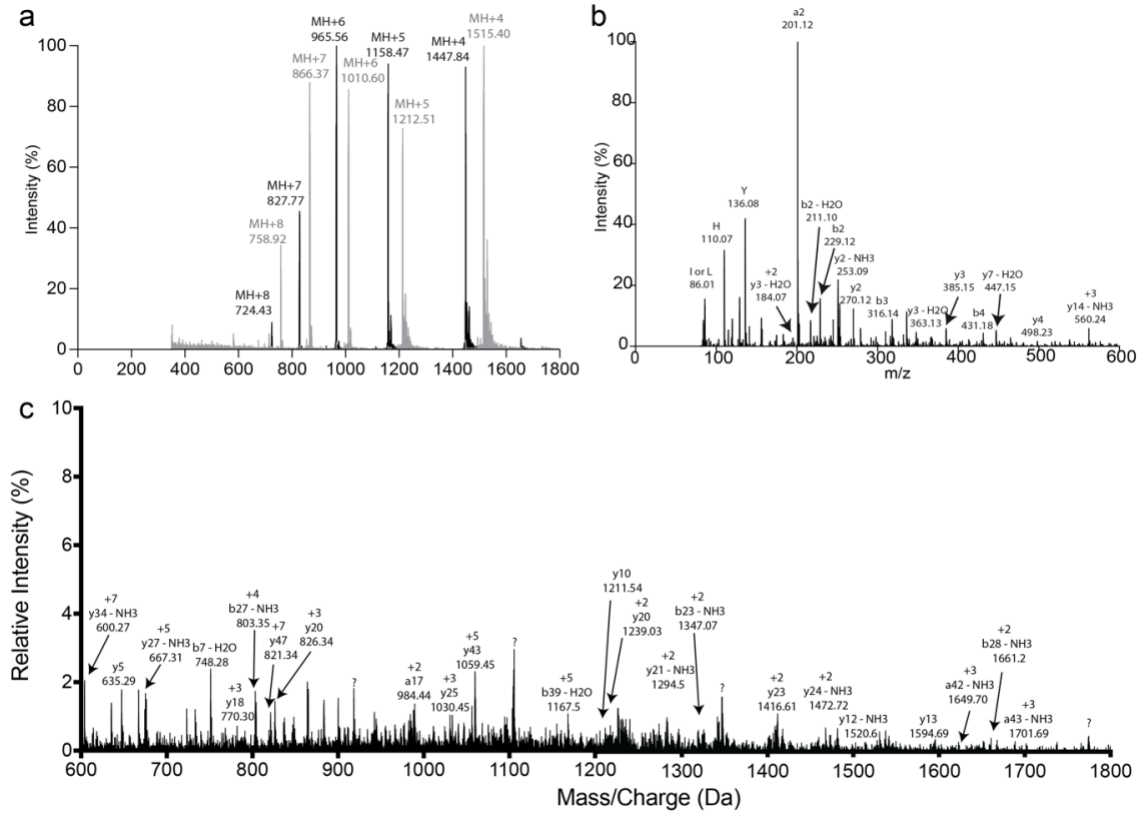 a
MH+6
965.56
MH+5
1158.47
MH+4
1447.84
MH+4
1515.40
MH+7
866.37
MH+6
1010.60
MH+5
1212.51
MH+7
827.77
MH+8
758.92
MH+8
724.43
100
80
60
40
20
0
Intensity (%)
0 200 400 600 800 1000 1200 1400 1600 1800
b
a2
201.12
Y
136.08
H
110.07
I or L
86.01
b2 - H2O
211.10
b2
229.12
+2
y3 - H2O
184.07
y2 - NH3
253.09
y2
270.12
b3
316.14
y3 - H2O
363.13
y3
385.15
b4
431.18
y7 - H2O
447.15
y4
498.23
+3
y14 - NH3
560.24
100
80
60
40
20
0
Intensity (%)
0 100 200 300 400 500 600
m/z
c
10
8
6
4
2
0
Relative Intensity (%)
+7
y34 - NH3
600.27
y5
635.29
+5
y27 - NH3
667.31
b7 - H2O
748.28
+3
y18
770.30
+4
b27 - NH3
803.35
+7
y47
821.34
+3
y20
826.34
?
+2
a17
984.44
+3
y25
1030.45
+5
y43
1059.45
?
+5
b39 - H2O
1167.5
y10
1211.54
+2
y20
1239.03
+2
y21 - NH3
1294.5
+2
b23 - NH3
1347.07
?
+2
y23
1416.61
+2
y24 - NH3
1472.72
y12 - NH3
1520.6
y13
1594.69
+3
a42 - NH3
1649.70
+2
b28 - NH3
1661.2
+3
a43 - NH3
1701.69
?
600 700 800 900 1000 1100 1200 1300 1400 1500 1600 1700 1800
Mass/Charge (Da)